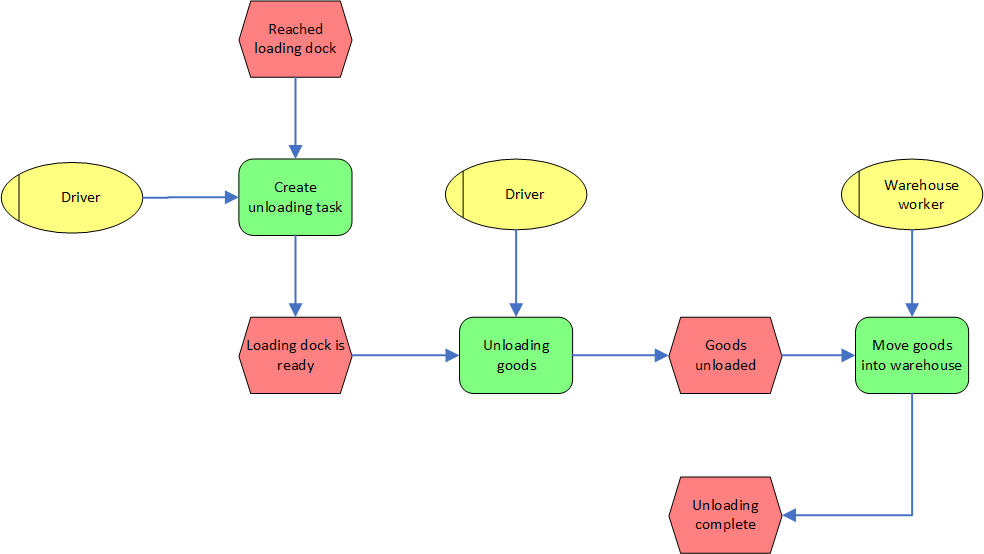 Reached
loading dock
Driver
Create
unloading task
Driver
Warehouse
worker
Loading dock is
ready
Unloading
goods
Goods
unloaded
Move goods
into warehouse
Unloading
complete